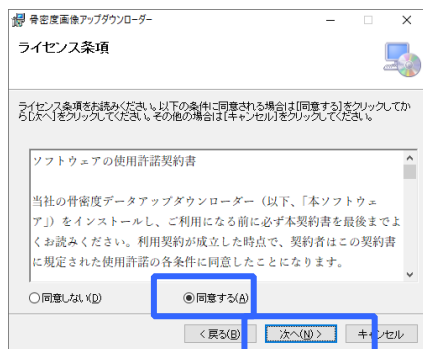 骨密度画像アップダウンローダー
ライセンス条項
ライセンス条項をお読みください。以下の条件に同意される場合は[同意する]をクリックしてか
ら[次へ]をクリックしてください。その他の場合は[キャンセル]をクリックしてください。
ソフトウェアの使用許諾契約書
当社の骨密度データアップダウンローダー（以下、「本ソフトウェ
ア」）をインストールし、ご利用になる前に必ず本契約書を最後までよ
くお読みください。利用契約が成立した時点で、契約者はこの契約書
に規定された使用許諾の各条件に同意したことになります。
同意しない(D) 同意する(A)
< 戻る(B) 次へ(N) > キャンセル